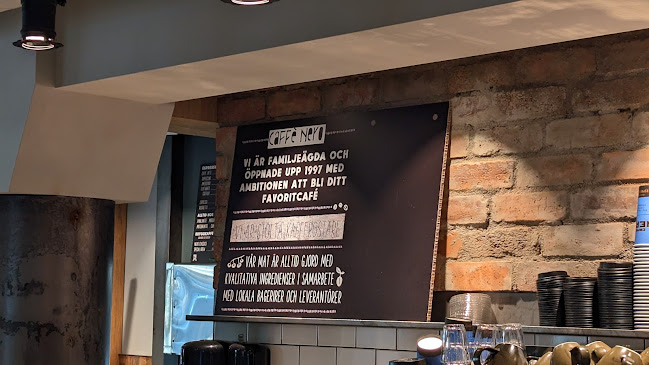 CAFFÈ NERO
VI ÄR FAMILJEÄGDA OCH
ÖPPNADE UPP 1997 MED
AMBITIONEN ATT BLI DITT
FAVORITCAFÉ
VÅR MAT ÄR ALLTID GJORD MED
KVALITATIVA INGREDIENSER I SAMARBETE
MED LOKALA BAGERIER OCH LEVERANTÖRER